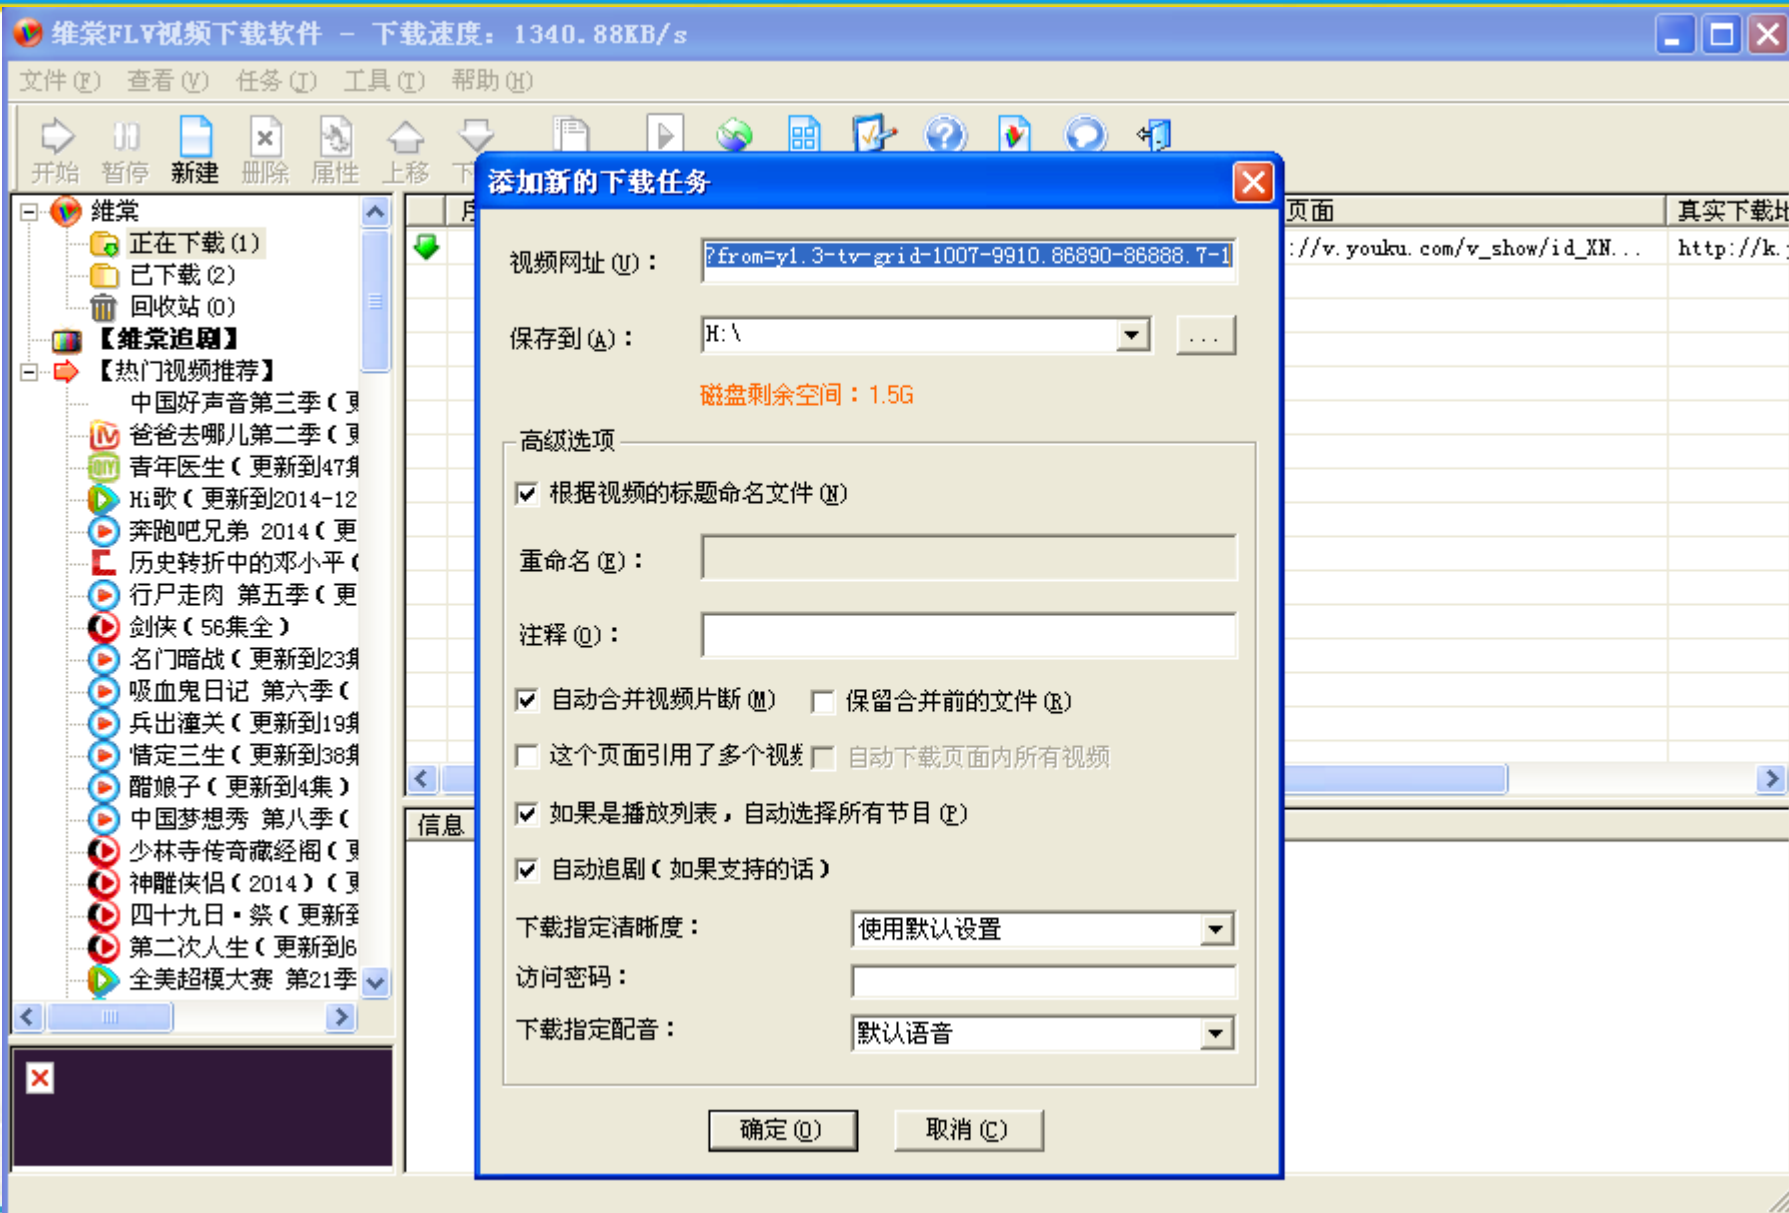 维棠FLV视频下载软件 - 下载速度: 1340.88KB/s
文件(F) 查看(V) 任务(J) 工具(T) 帮助(H)
开始 暂停 新建 删除 属性 上移 下
维棠
正在下载(1)
已下载(2)
回收站(0)
【维棠追剧】
【热门视频推荐】
中国好声音第三季(更
爸爸去哪儿第二季(更
青年医生(更新到47集
Hi歌(更新到2014-12
奔跑吧兄弟 2014(更
历史转折中的邓小平(
行尸走肉 第五季(更
剑侠(56集全)
名门暗战(更新到23集
吸血鬼日记 第六季(
兵出潼关(更新到19集
情定三生(更新到38集
醋娘子(更新到4集)
中国梦想秀 第八季(
少林寺传奇藏经阁(更
神雕侠侣(2014)(更
四十九日·祭(更新至
第二次人生(更新到6
全美超模大赛 第21季
序
页面 真实下载地
://v.youku.com/v_show/id_XN... http://k.
信息
添加新的下载任务
视频网址(U): ?from=y1.3-tv-grid-1007-9910.86890-86888.7-1
保存到(A): H:\ ...
磁盘剩余空间:1.5G
高级选项
根据视频的标题命名文件(N)
重命名(E):
注释(O):
自动合并视频片断(M) 保留合并前的文件(R)
这个页面引用了多个视频 自动下载页面内所有视频
如果是播放列表,自动选择所有节目(P)
自动追剧(如果支持的话)
下载指定清晰度: 使用默认设置
访问密码:
下载指定配音: 默认语音
确定(O) 取消(C)